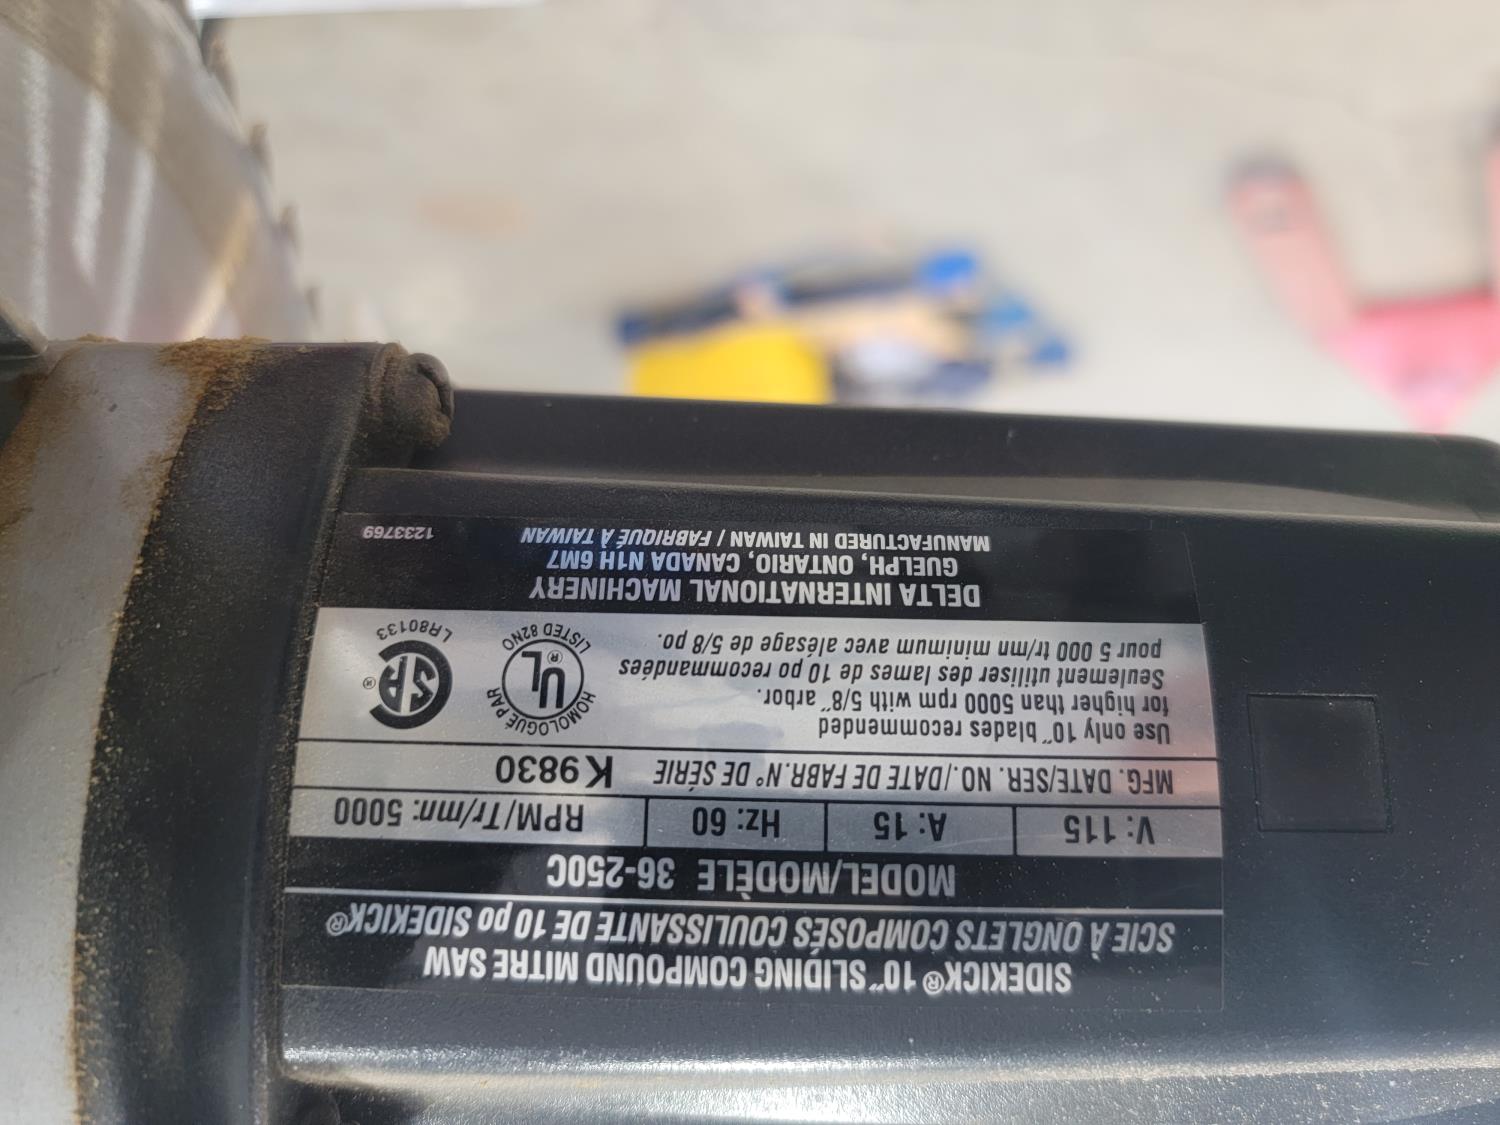 SIDEKICK® 10" SLIDING COMPOUND MITRE SAW
SCIE À ONGLETS COMPOSÉS COULISSANTE DE 10 po SIDEKICK®
MODEL/MODÈLE 36-250C
V: 115 A: 15 Hz: 60 RPM/Tr/mn: 5000
MFG. DATE/SER. NO./DATE DE FABR.N° DE SÉRIE K 9830
Use only 10" blades recommended
for higher than 5000 rpm with 5/8" arbor.
Seulement utiliser des lames de 10 po recommandées
pour 5 000 tr/mn minimum avec alésage de 5/8 po.
HOMOLOGUE PAR
UL®
LISTED 82NO
SA®
LR80133
DELTA INTERNATIONAL MACHINERY
GUELPH, ONTARIO, CANADA N1H 6M7
MANUFACTURED IN TAIWAN / FABRIQUÉ À TAIWAN
1233769